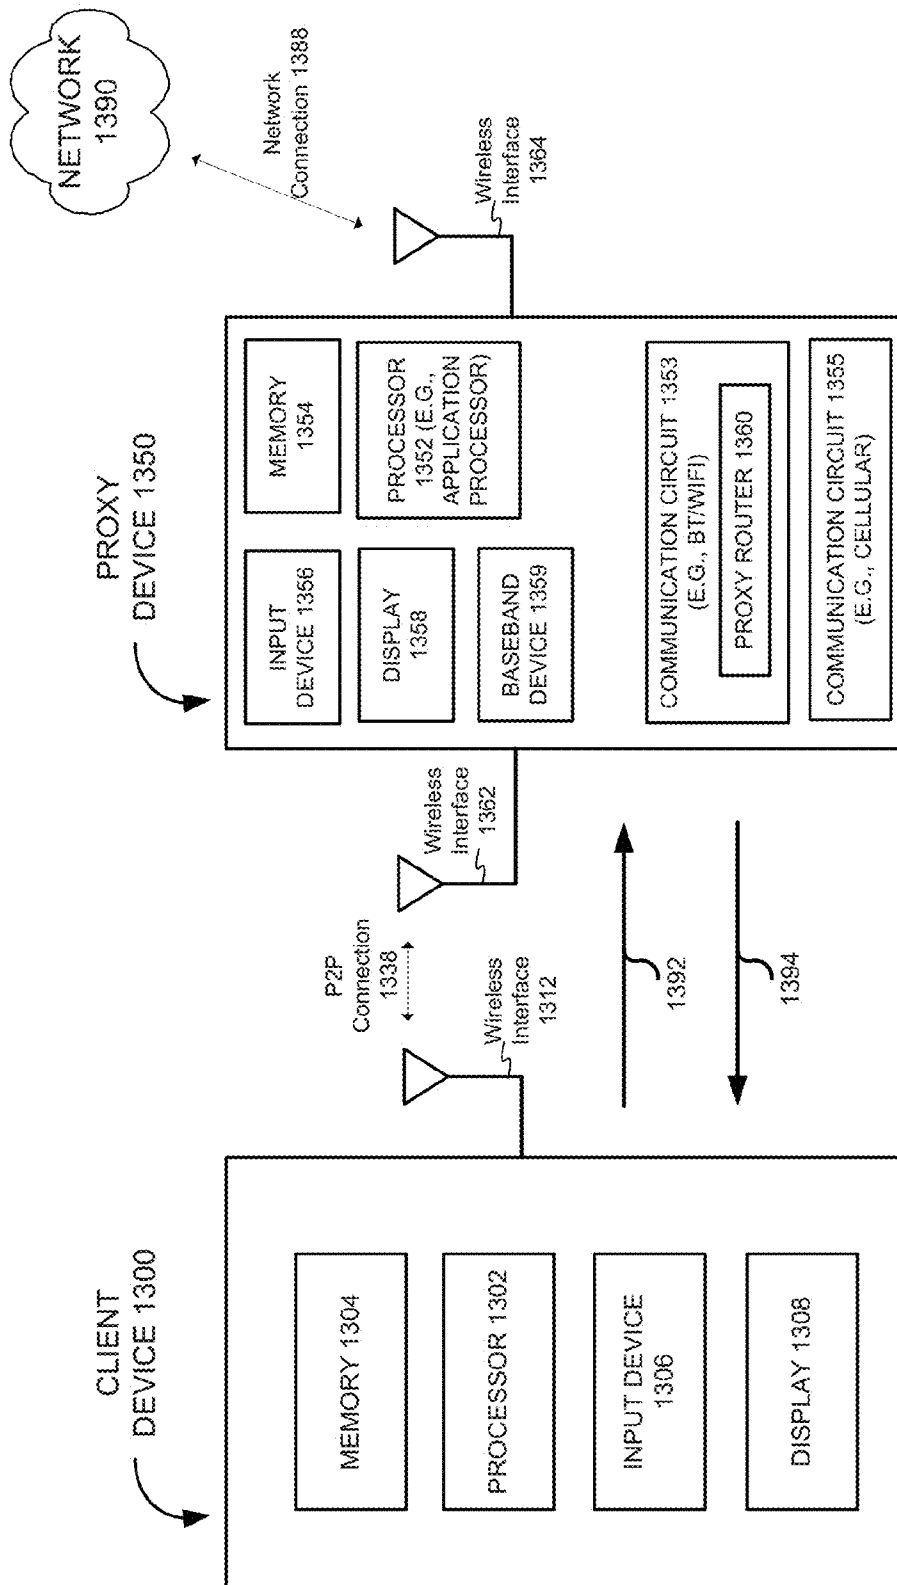 CLIENT
DEVICE 1300
MEMORY 1304
PROCESSOR 1302
INPUT DEVICE
1306
DISPLAY 1308
Wireless
Interface
1312
P2P
Connection
1338
Wireless
Interface
1362
1392
1394
PROXY
DEVICE 1350
INPUT
DEVICE 1356
MEMORY
1354
DISPLAY
1358
PROCESSOR
1352 (E.G.,
APPLICATION
PROCESSOR)
BASEBAND
DEVICE 1359
COMMUNICATION CIRCUIT 1353
(E.G., BT/WIFI)
PROXY ROUTER 1360
COMMUNICATION CIRCUIT 1355
(E.G., CELLULAR)
Wireless
Interface
1364
Network
Connection 1388
NETWORK
1390